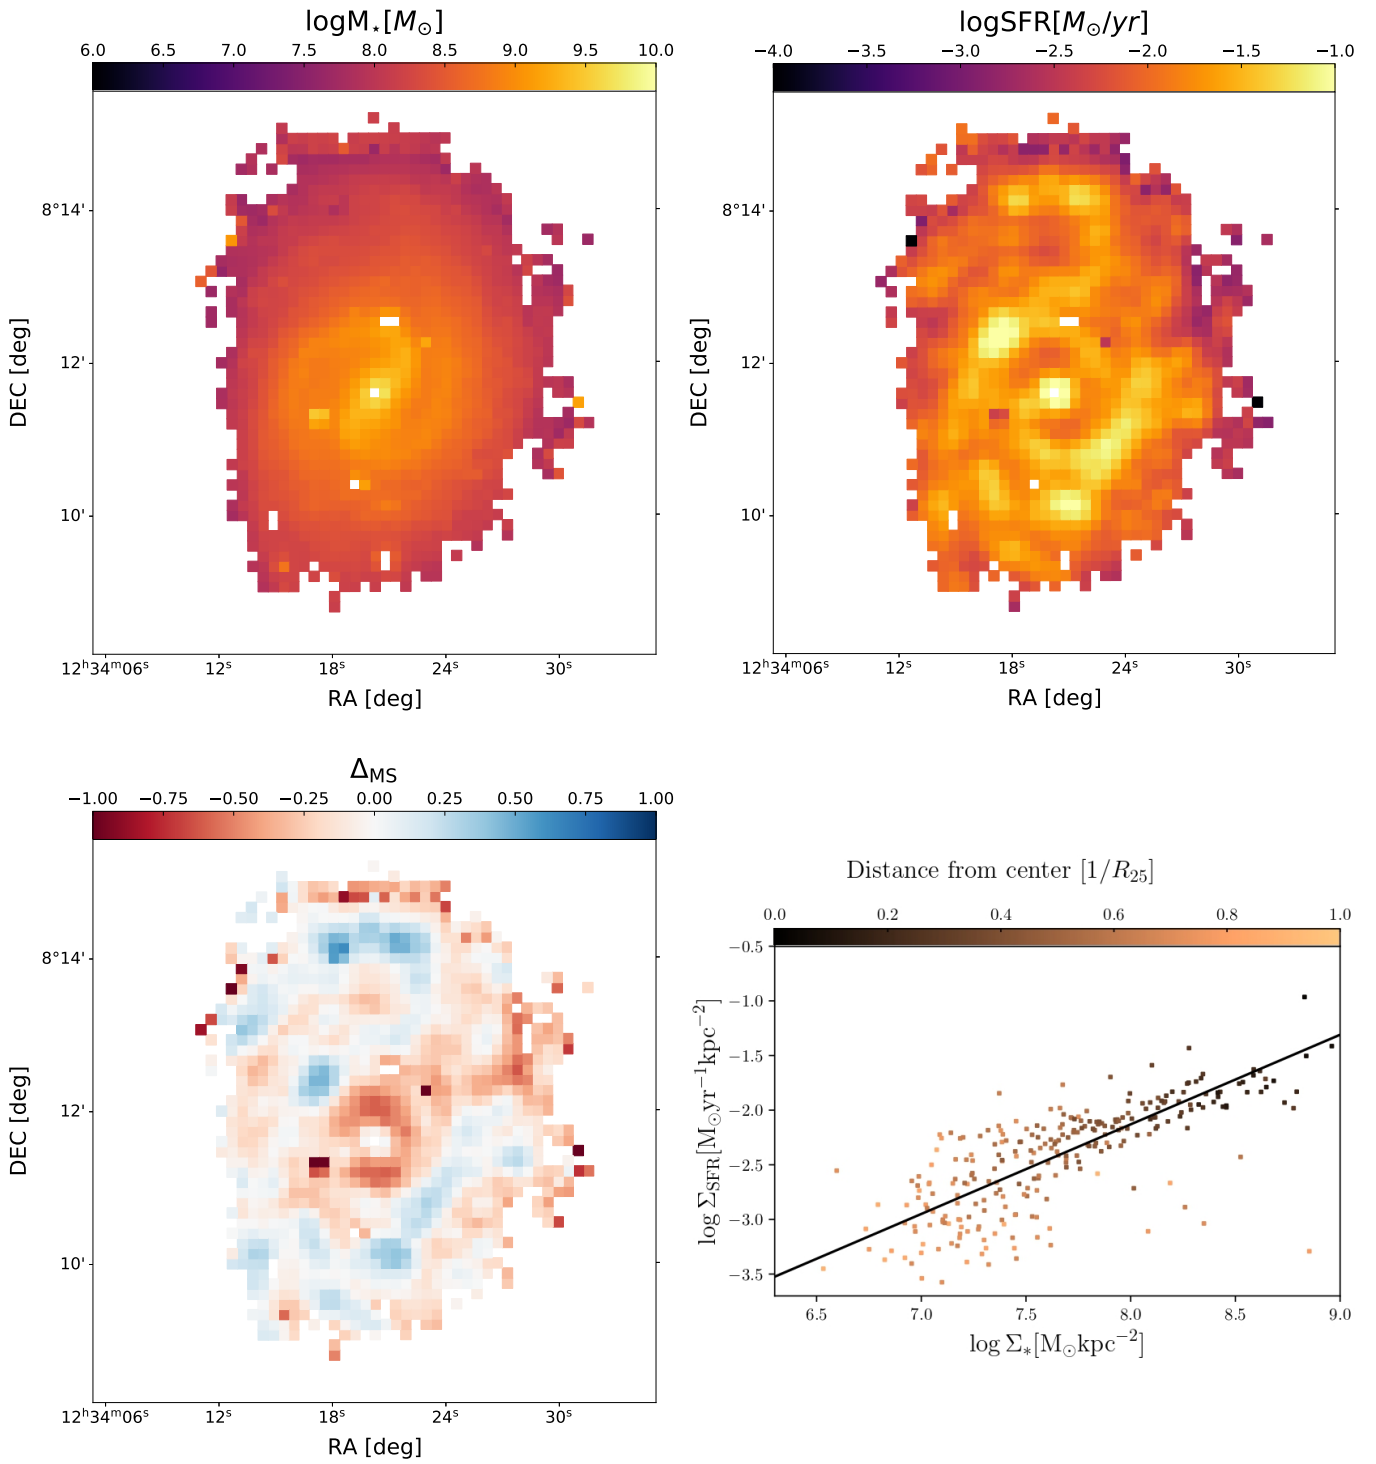 logM⋆[M⊙]
6.0 6.5 7.0 7.5 8.0 8.5 9.0 9.5 10.0
8°14'
12'
10'
DEC [deg]
12ʰ34ᵐ06ˢ 12ˢ 18ˢ 24ˢ 30ˢ
RA [deg]
logSFR[M⊙/yr]
−4.0 −3.5 −3.0 −2.5 −2.0 −1.5 −1.0
8°14'
12'
10'
DEC [deg]
12ʰ34ᵐ06ˢ 12ˢ 18ˢ 24ˢ 30ˢ
RA [deg]
Δ_MS
−1.00 −0.75 −0.50 −0.25 0.00 0.25 0.50 0.75 1.00
8°14'
12'
10'
DEC [deg]
12ʰ34ᵐ06ˢ 12ˢ 18ˢ 24ˢ 30ˢ
RA [deg]
Distance from center [1/R₂₅]
0.0 0.2 0.4 0.6 0.8 1.0
−0.5
−1.0
−1.5
−2.0
−2.5
−3.0
−3.5
log Σ_SFR[M⊙yr⁻¹kpc⁻²]
6.5 7.0 7.5 8.0 8.5 9.0
log Σ∗[M⊙kpc⁻²]